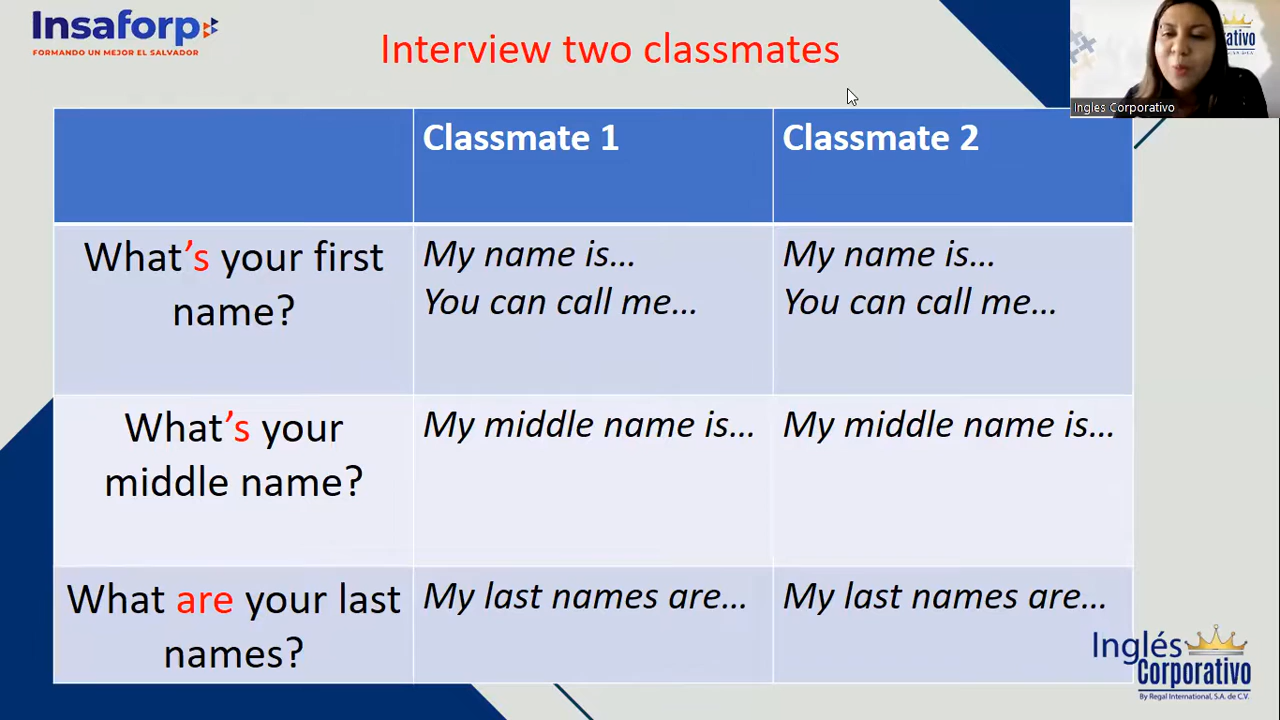 Insaforp
FORMANDO UN MEJOR EL SALVADOR
Interview two classmates
Ingles Corporativo
Classmate 1
Classmate 2
What's your first
name?
My name is...
You can call me...
My name is...
You can call me...
What's your
middle name?
My middle name is...
My middle name is...
What are your last
names?
My last names are...
My last names are...
Inglés
Corporativo
By Regal International, S.A. de C.V.